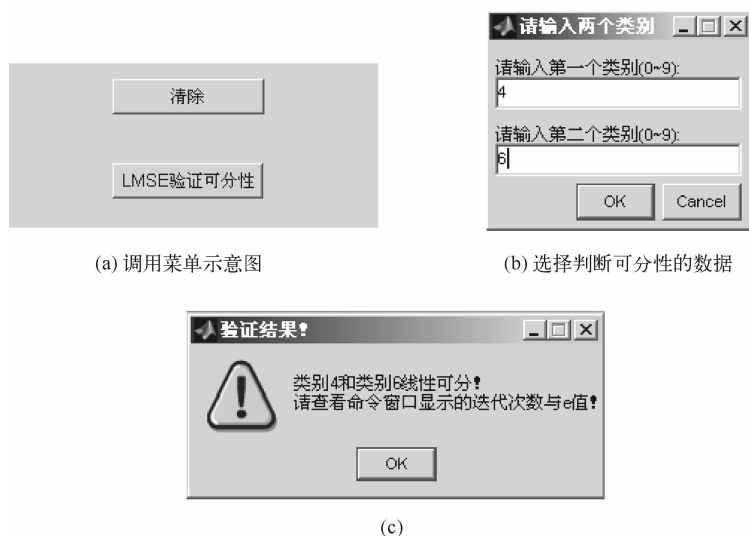 清除
LMSE验证可分性
(a) 调用菜单示意图
请输入两个类别
请输入第一个类别(0~9):
4
请输入第二个类别(0~9):
6
OK
Cancel
(b) 选择判断可分性的数据
验证结果!
类别4和类别6线性可分!
请查看命令窗口显示的迭代次数与e值!
OK
(c)